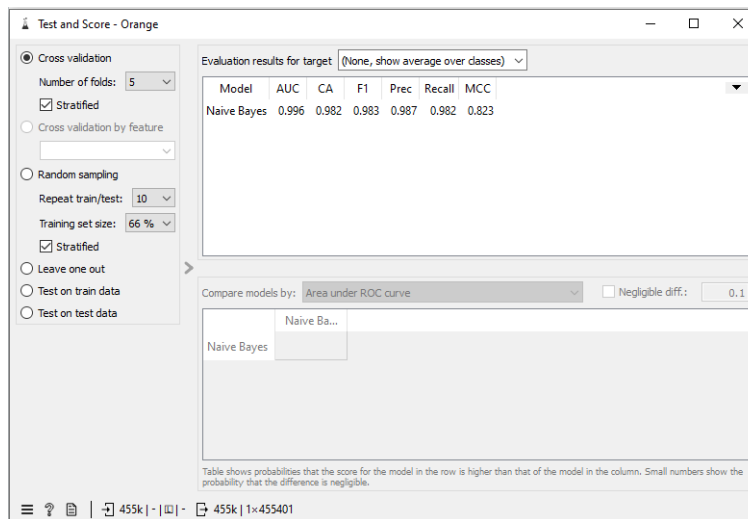 Test and Score - Orange
Cross validation
Number of folds: 5
Stratified
Cross validation by feature
Random sampling
Repeat train/test: 10
Training set size: 66 %
Stratified
Leave one out
Test on train data
Test on test data
Evaluation results for target (None, show average over classes)
Model AUC CA F1 Prec Recall MCC
Naive Bayes 0.996 0.982 0.983 0.987 0.982 0.823
Compare models by: Area under ROC curve Negligible diff.: 0.1
Naive Ba...
Naive Bayes
Table shows probabilities that the score for the model in the row is higher than that of the model in the column. Small numbers show the
probability that the difference is negligible.
455k | - | - 455k | 1×455401